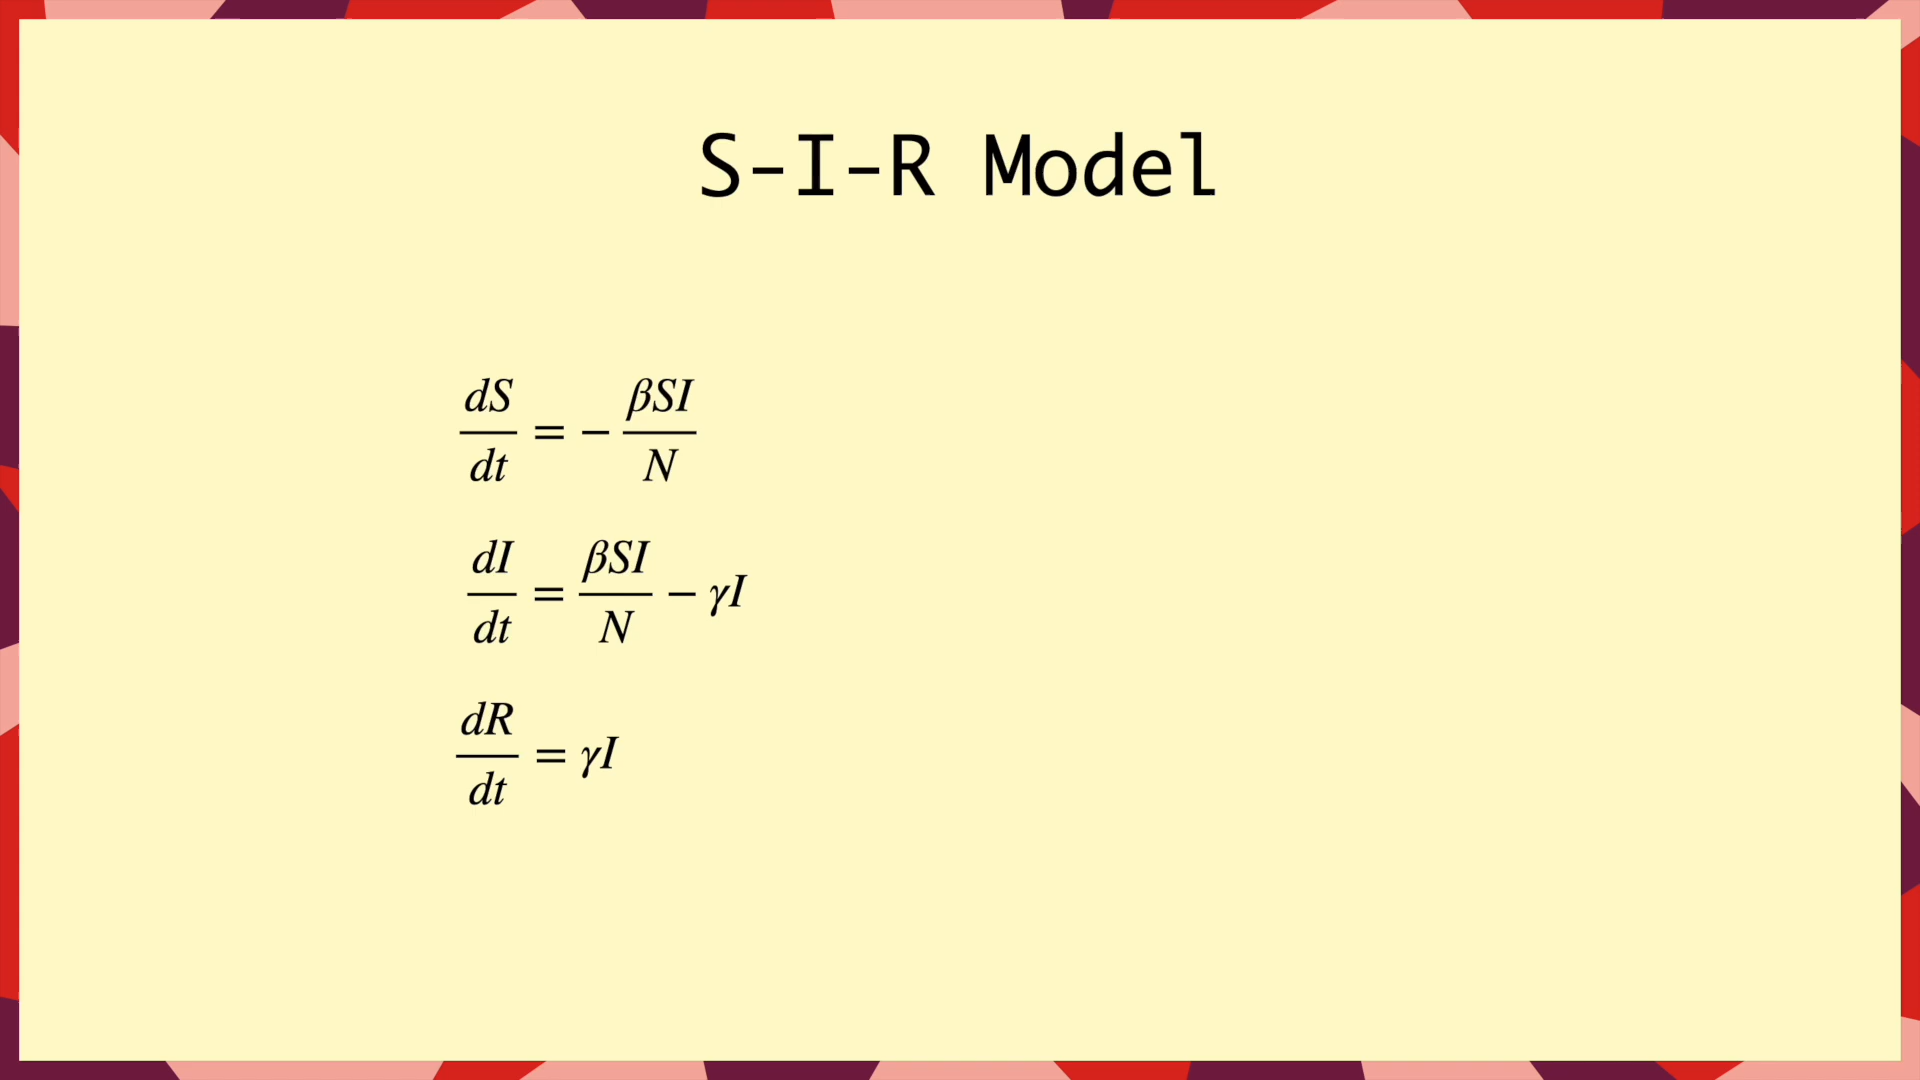 S-I-R Model
dS/dt = − βSI/N
dI/dt = βSI/N − γI
dR/dt = γI